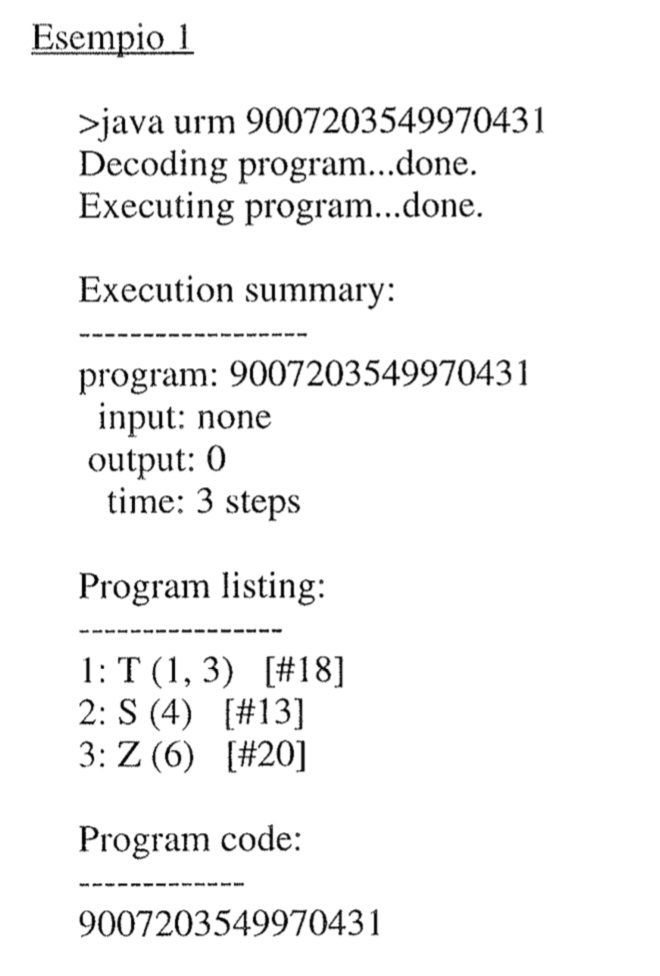 Esempio 1
>java urm 9007203549970431
Decoding program...done.
Executing program...done.
Execution summary:
------------------
program: 9007203549970431
input: none
output: 0
time: 3 steps
Program listing:
----------------
1: T (1, 3) [#18]
2: S (4) [#13]
3: Z (6) [#20]
Program code:
-------------
9007203549970431